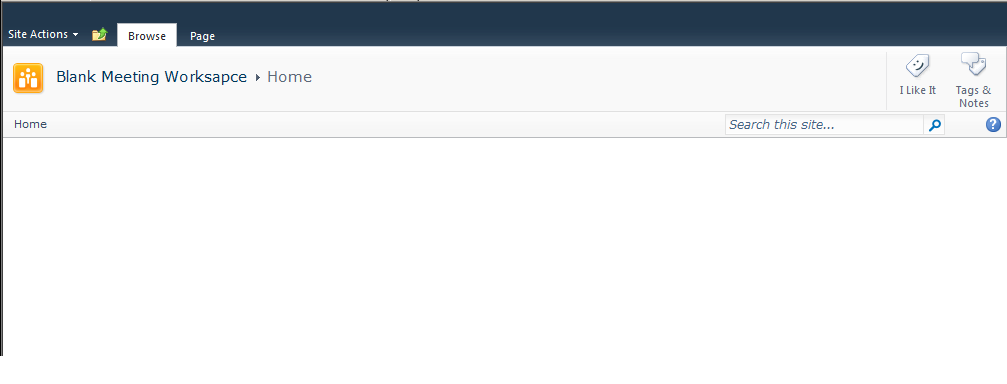 Site Actions Browse Page
Blank Meeting Worksapce Home
I Like It
Tags &
Notes
Home
Search this site...